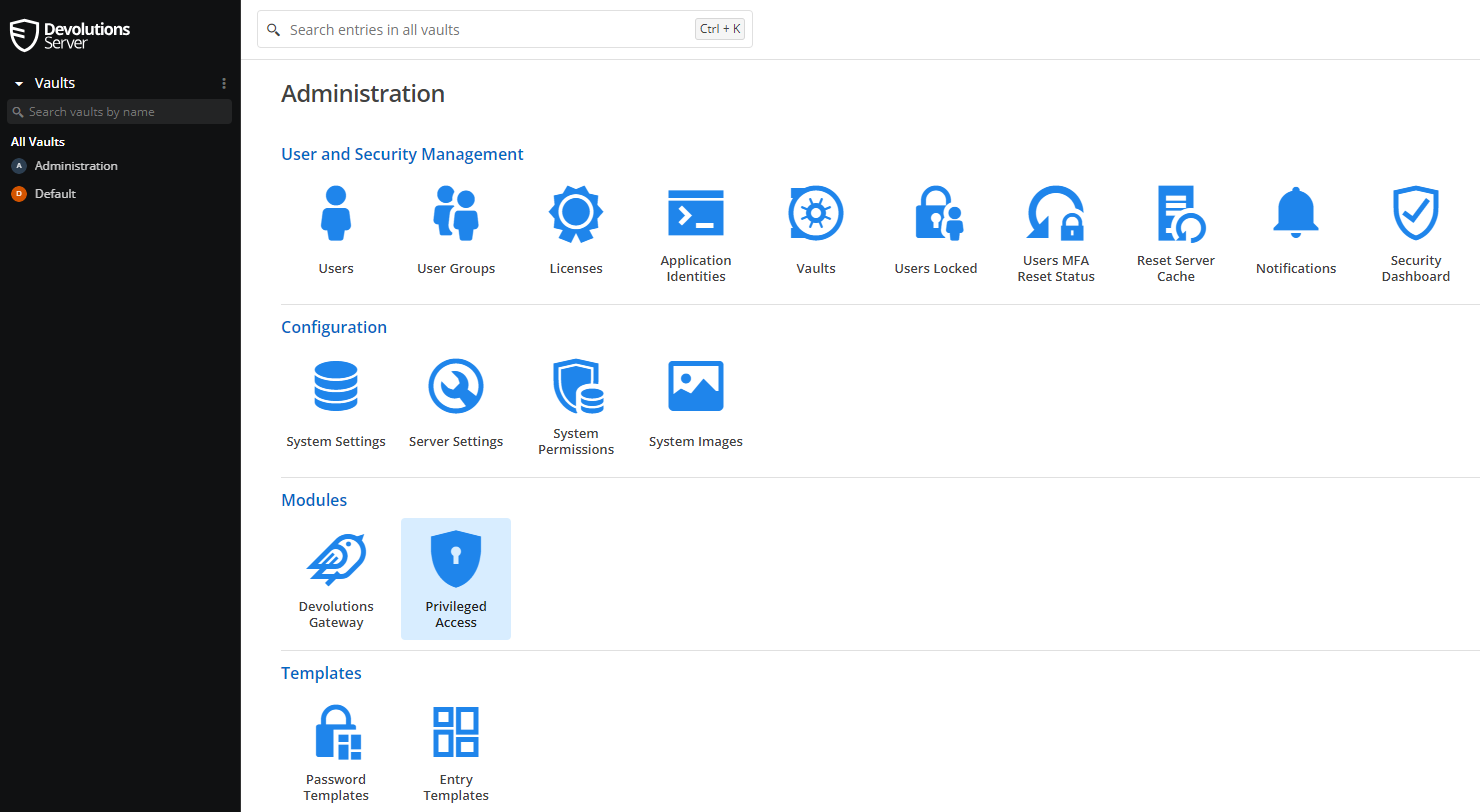 Devolutions
Server
Search entries in all vaults
Ctrl + K
Vaults
Search vaults by name
All Vaults
A Administration
D Default
Administration
User and Security Management
Users
User Groups
Licenses
Application
Identities
Vaults
Users Locked
Users MFA
Reset Status
Reset Server
Cache
Notifications
Security
Dashboard
Configuration
System Settings
Server Settings
System
Permissions
System Images
Modules
Devolutions
Gateway
Privileged
Access
Templates
Password
Templates
Entry
Templates